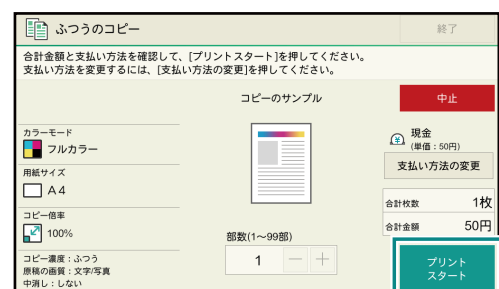 ふつうのコピー
終了
合計金額と支払い方法を確認して、[プリントスタート]を押してください。
支払い方法を変更するには、[支払い方法の変更]を押してください。
コピーのサンプル
中止
カラーモード
フルカラー
現金
(単価：50円)
支払い方法の変更
用紙サイズ
A4
合計枚数 1枚
コピー倍率
100%
合計金額 50円
部数(1～99部)
1 － ＋
プリント
スタート
コピー濃度：ふつう
原稿の画質：文字/写真
中消し：しない